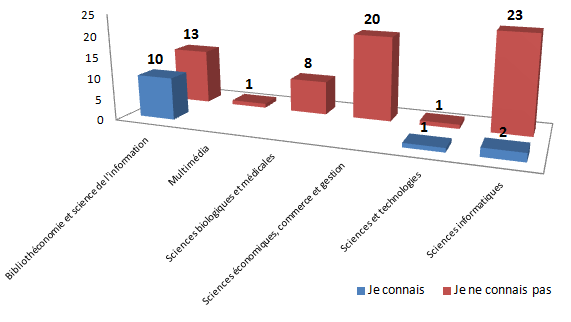 25
20
15
10
5
0
10
13
1
8
20
1
1
23
2
Bibliothéconomie et science de l'information
Multimédia
Sciences biologiques et médicales
Sciences économiques, commerce et gestion
Sciences et technologies
Sciences informatiques
Je connais
Je ne connais pas